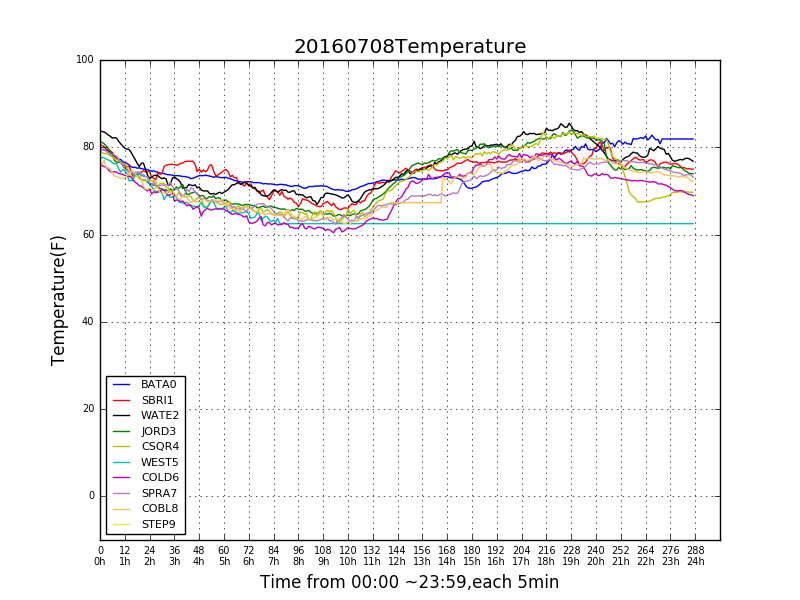 20160708Temperature
100
80
60
40
20
0
Temperature(F)
BATA0
SBRI1
WATE2
JORD3
CSQR4
WEST5
COLD6
SPRA7
COBL8
STEP9
0 12 24 36 48 60 72 84 96 108 120 132 144 156 168 180 192 204 216 228 240 252 264 276 288
0h 1h 2h 3h 4h 5h 6h 7h 8h 9h 10h 11h 12h 13h 14h 15h 16h 17h 18h 19h 20h 21h 22h 23h 24h
Time from 00:00 ~23:59,each 5min